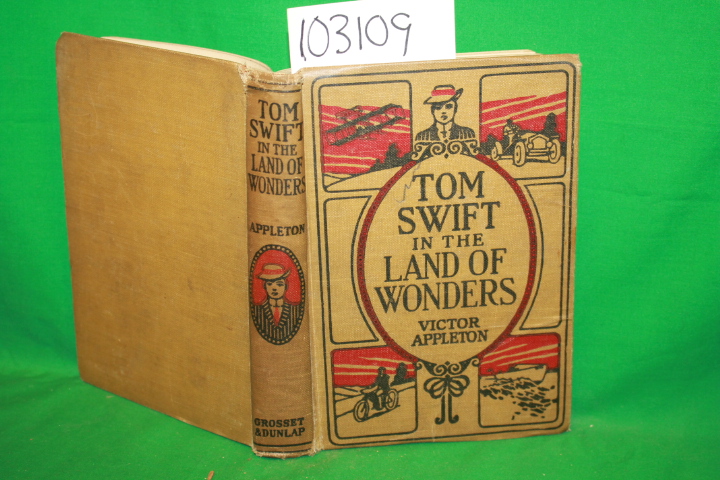 103109
TOM
SWIFT
IN THE
LAND OF
WONDERS
APPLETON
GROSSET
& DUNLAP
TOM
SWIFT
IN THE
LAND OF
WONDERS
VICTOR
APPLETON